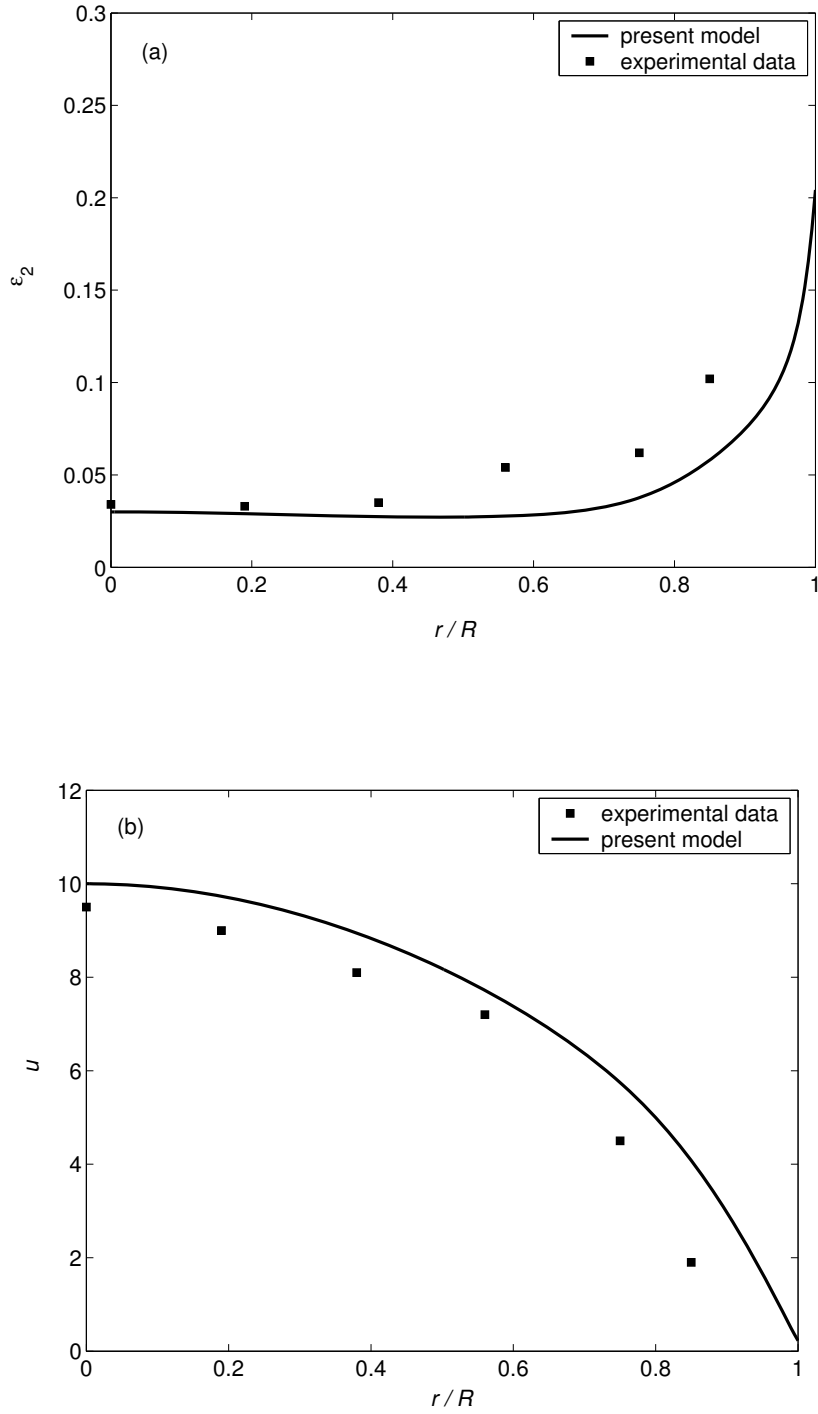 0.3
(a)
present model
experimental data
0.25
0.2
ε2
0.15
0.1
0.05
0
0 0.2 0.4 0.6 0.8 1
r / R
12
(b)
experimental data
present model
10
8
u
6
4
2
0
0 0.2 0.4 0.6 0.8 1
r / R